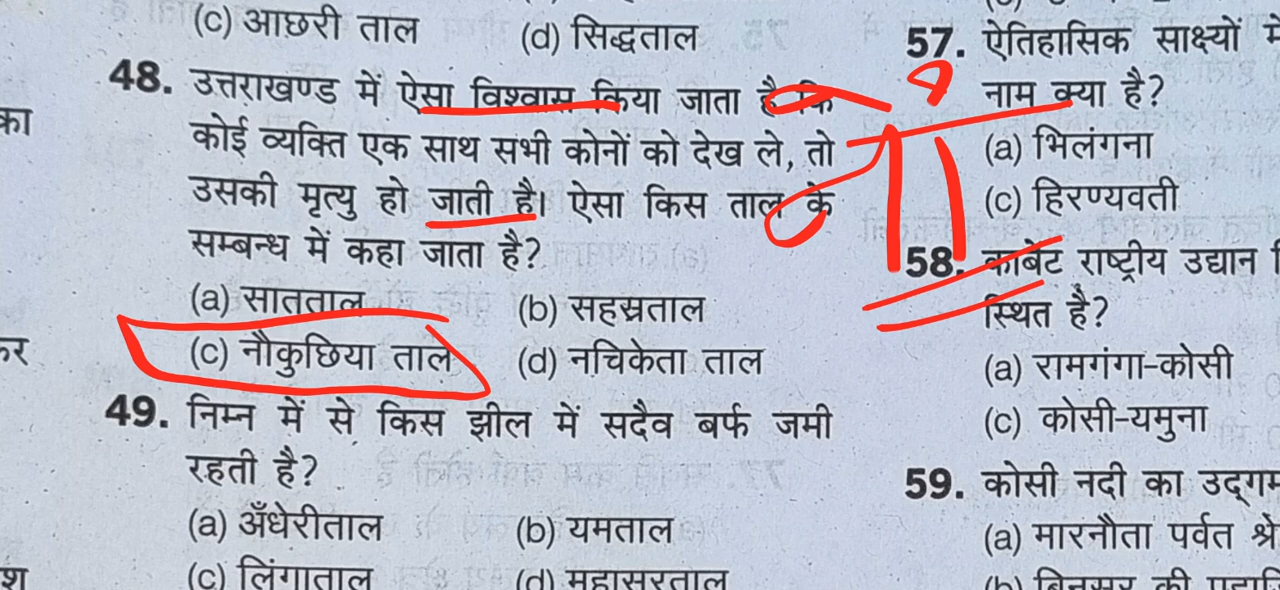 (c) आछरी ताल (d) सिद्धताल
48. उत्तराखण्ड में ऐसा विश्वास किया जाता है कि
कोई व्यक्ति एक साथ सभी कोनों को देख ले, तो
उसकी मृत्यु हो जाती है। ऐसा किस ताल के
सम्बन्ध में कहा जाता है?
(a) सातताल (b) सहस्रताल
(c) नौकुछिया ताल (d) नचिकेता ताल
49. निम्न में से किस झील में सदैव बर्फ जमी
रहती है?
(a) अँधेरीताल (b) यमताल
(c) लिंगाताल (d) महासरताल
57. ऐतिहासिक साक्ष्यों में
नाम क्या है?
(a) भिलंगना
(c) हिरण्यवती
58. कार्बेट राष्ट्रीय उद्यान
स्थित है?
(a) रामगंगा-कोसी
(c) कोसी-यमुना
59. कोसी नदी का उद्गम
(a) मारनौता पर्वत श्रे
(b) बिनसर की